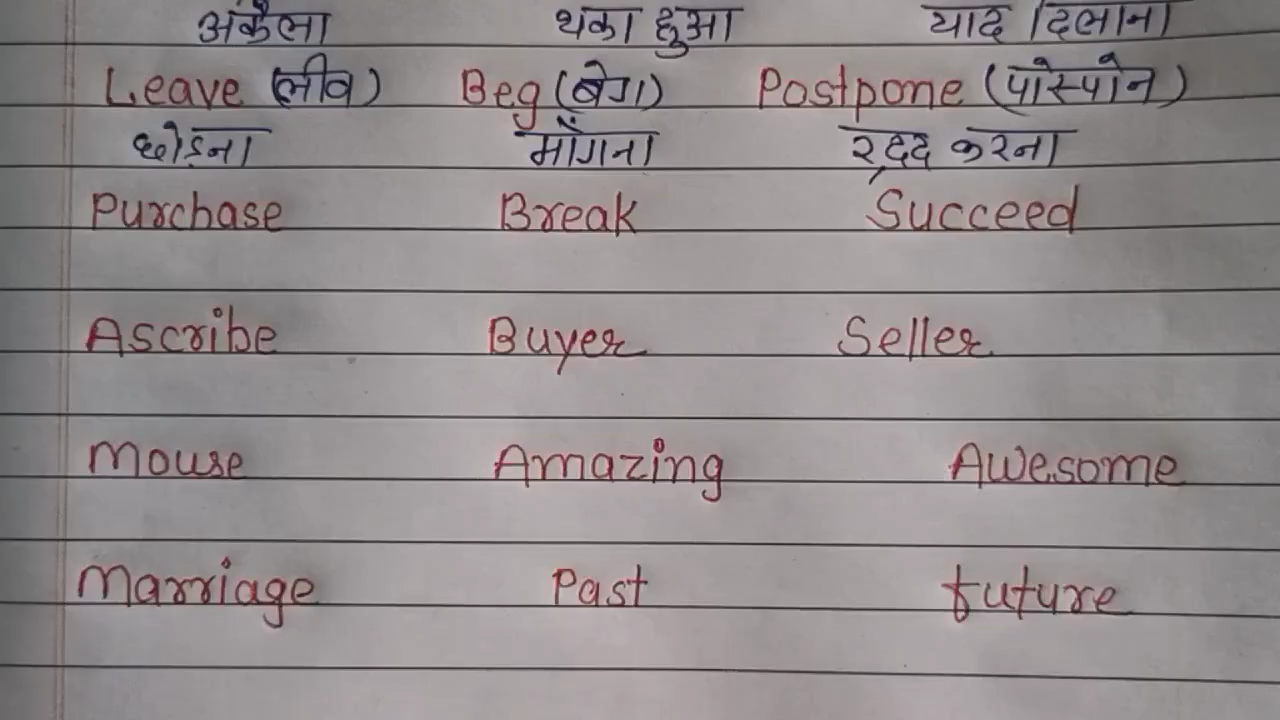 अकेला थका हुआ याद दिलाना
Leave (लीव) Beg (बेग) Postpone (पोस्पोन)
छोड़ना माँगना रद्द करना
Purchase Break Succeed
Ascribe Buyer Seller
Mouse Amazing Awesome
Marriage Past future